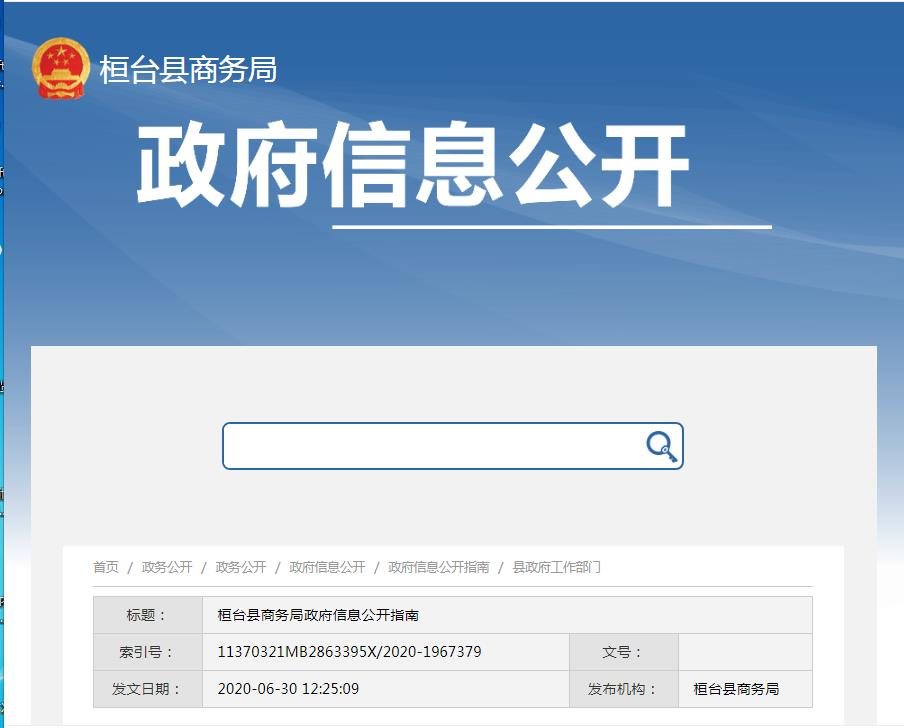 桓台县商务局
政府信息公开
首页 / 政务公开 / 政务公开 / 政府信息公开 / 政府信息公开指南 / 县政府工作部门
标题： 桓台县商务局政府信息公开指南
索引号： 11370321MB2863395X/2020-1967379 文号：
发文日期： 2020-06-30 12:25:09 发布机构： 桓台县商务局